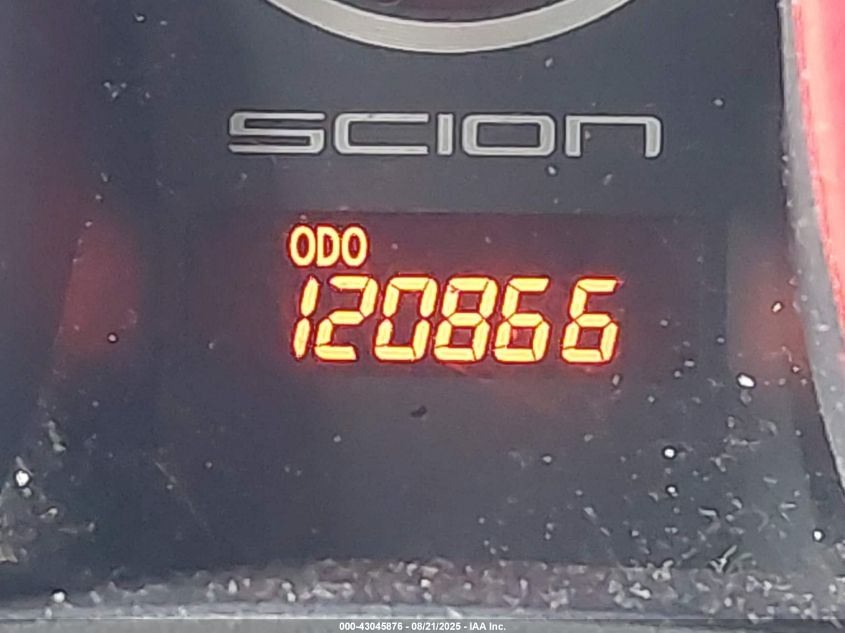 SCION
ODO
120866
000-43045876 - 08/21/2025 - IAA Inc.